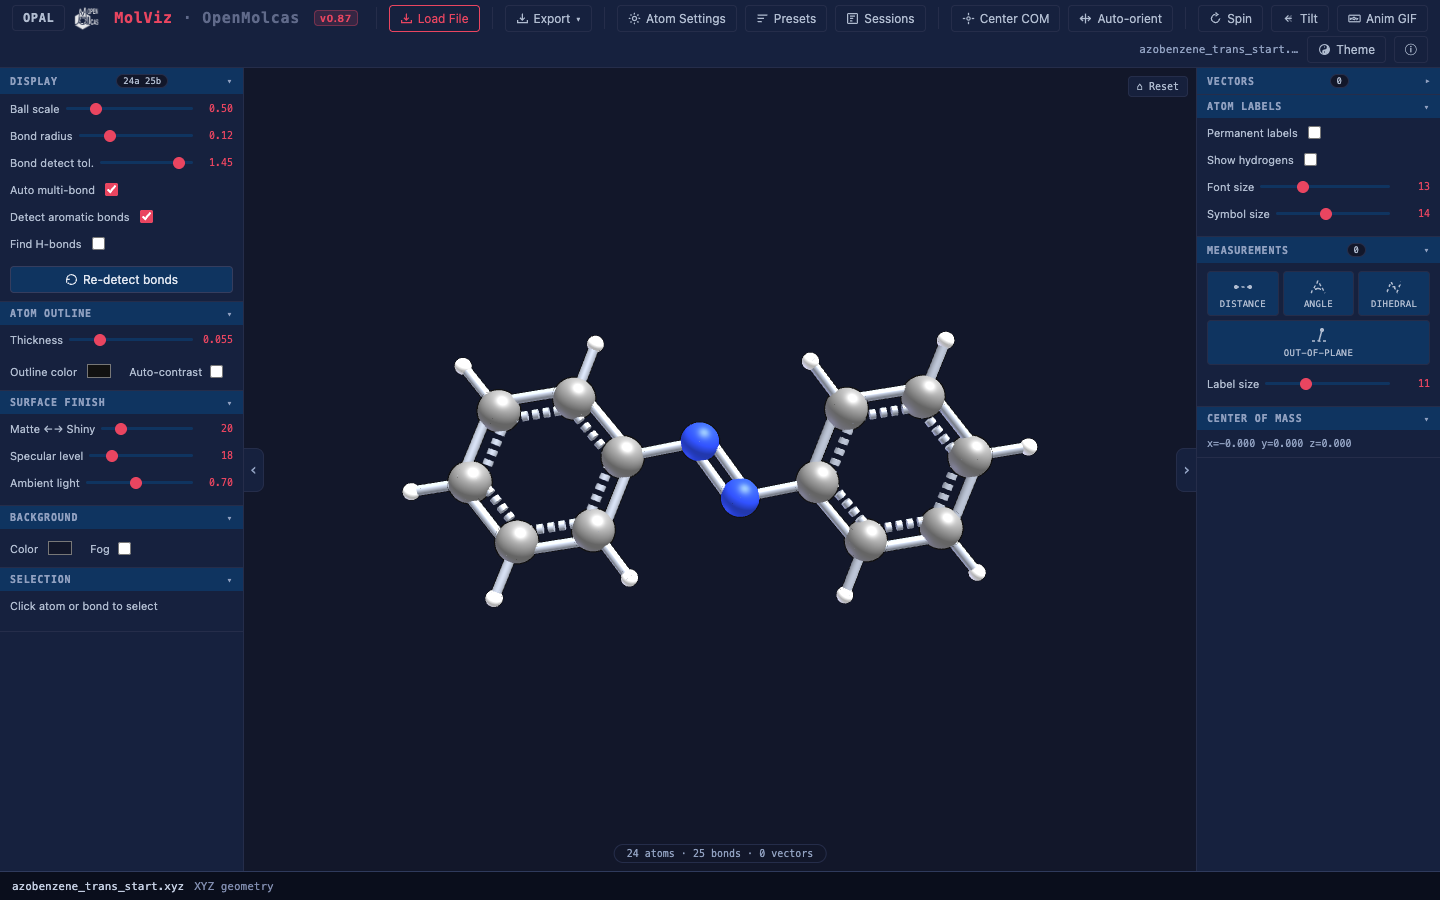 OPAL MolViz · OpenMolcas v0.87 Load File Export Atom Settings Presets Sessions Center COM Auto-orient Spin Tilt Anim GIF
azobenzene_trans_start.… Theme
DISPLAY 24a 25b
Ball scale 0.50
Bond radius 0.12
Bond detect tol. 1.45
Auto multi-bond
Detect aromatic bonds
Find H-bonds
Re-detect bonds
ATOM OUTLINE
Thickness 0.055
Outline color Auto-contrast
SURFACE FINISH
Matte ↔ Shiny 20
Specular level 18
Ambient light 0.70
BACKGROUND
Color Fog
SELECTION
Click atom or bond to select
Reset
24 atoms · 25 bonds · 0 vectors
VECTORS 0
ATOM LABELS
Permanent labels
Show hydrogens
Font size 13
Symbol size 14
MEASUREMENTS 0
DISTANCE ANGLE DIHEDRAL
OUT-OF-PLANE
Label size 11
CENTER OF MASS
x=−0.000 y=0.000 z=0.000
azobenzene_trans_start.xyz XYZ geometry